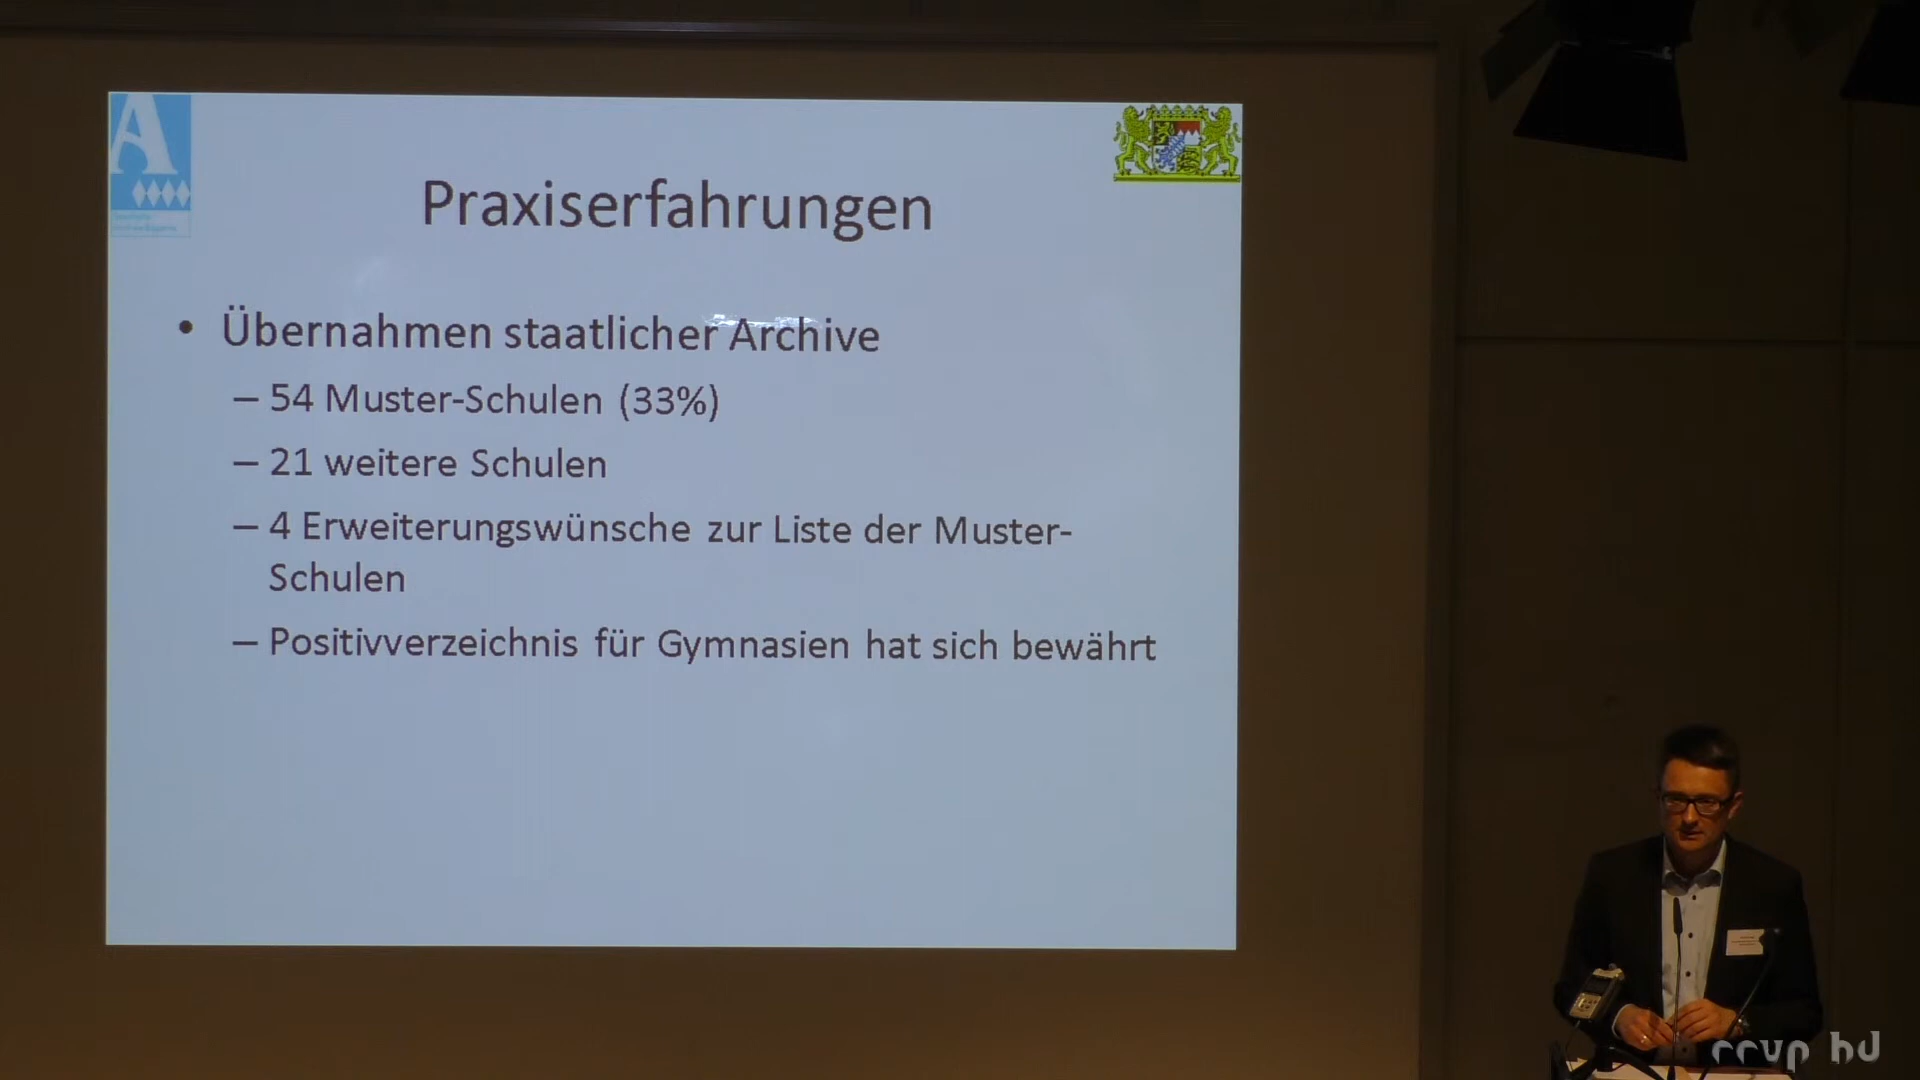 A
Praxiserfahrungen
• Übernahmen staatlicher Archive
– 54 Muster-Schulen (33%)
– 21 weitere Schulen
– 4 Erweiterungswünsche zur Liste der Muster-
Schulen
– Positivverzeichnis für Gymnasien hat sich bewährt